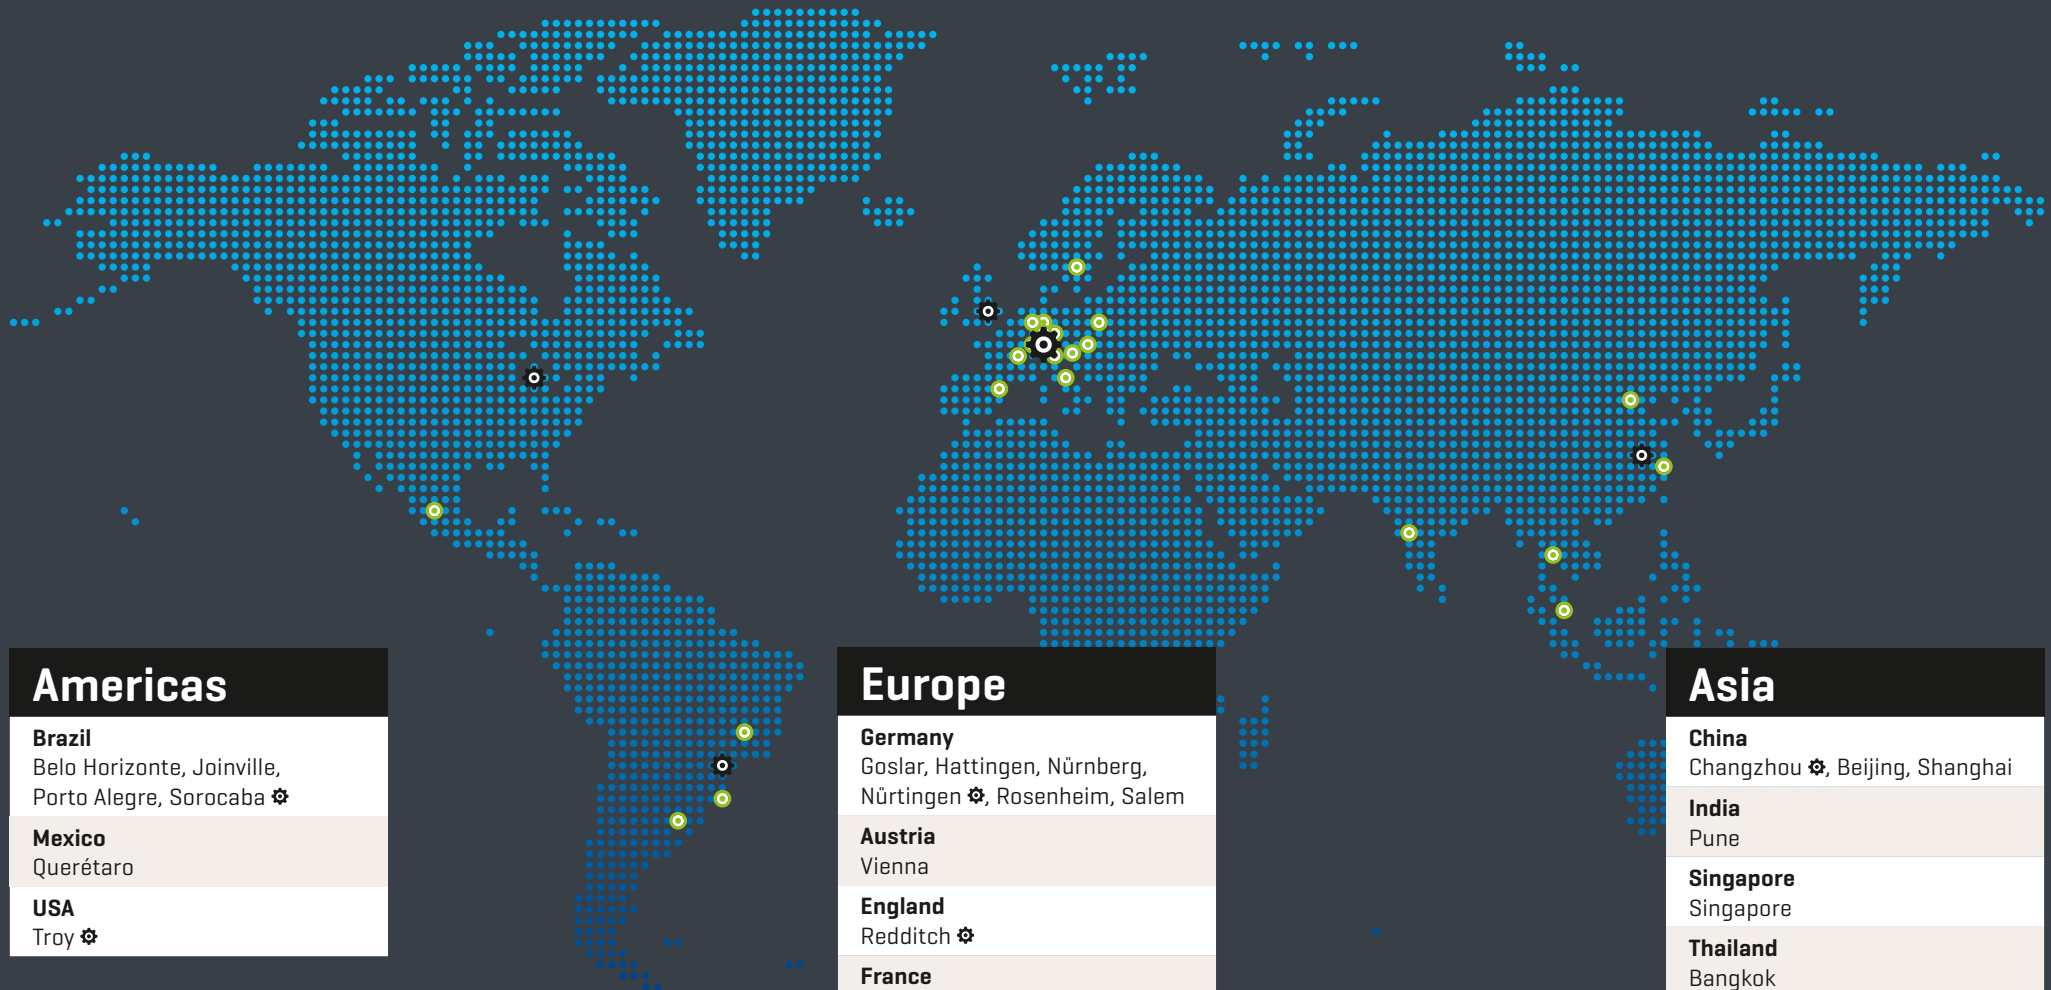 Americas
Brazil
Belo Horizonte, Joinville,
Porto Alegre, Sorocaba
Mexico
Querétaro
USA
Troy
Europe
Germany
Goslar, Hattingen, Nürnberg,
Nürtingen , Rosenheim, Salem
Austria
Vienna
England
Redditch
France
Asia
China
Changzhou , Beijing, Shanghai
India
Pune
Singapore
Singapore
Thailand
Bangkok